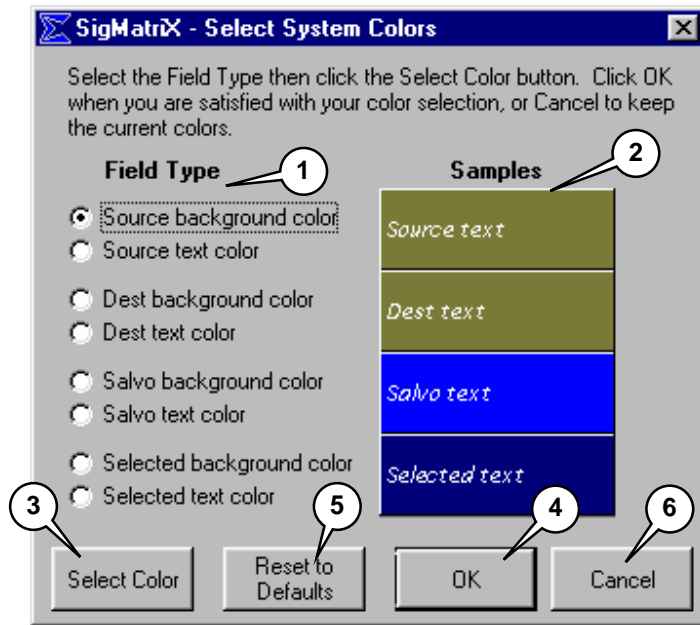 SigMatriX - Select System Colors
Select the Field Type then click the Select Color button. Click OK
when you are satisfied with your color selection, or Cancel to keep
the current colors.
Field Type
1
Samples
2
Source background color
Source text color
Dest background color
Dest text color
Salvo background color
Salvo text color
Selected background color
Selected text color
Source text
Dest text
Salvo text
Selected text
3
5
4
6
Select Color
Reset to
Defaults
OK
Cancel